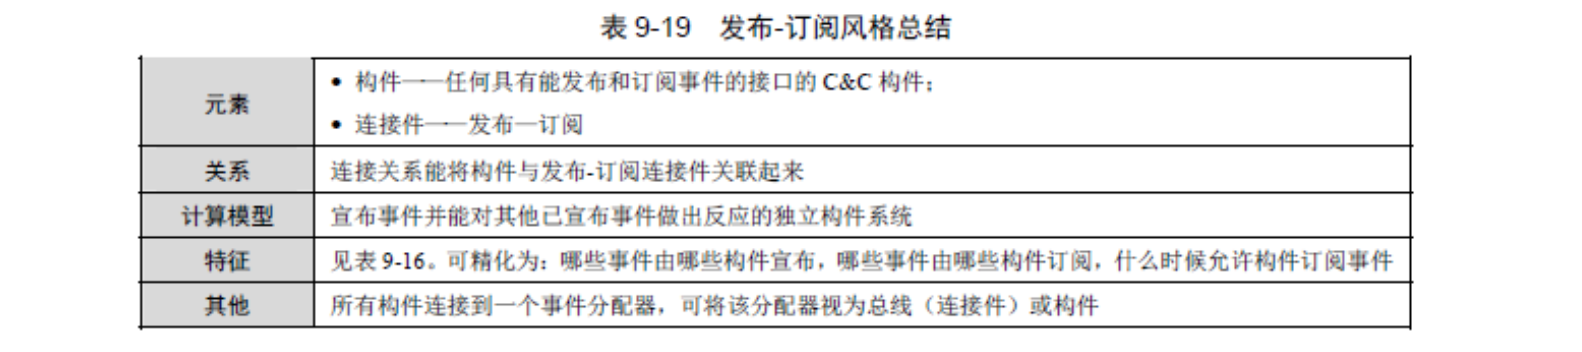 表 9-19 发布-订阅风格总结
元素
• 构件——任何具有能发布和订阅事件的接口的 C&C 构件;
• 连接件——发布—订阅
关系
连接关系能将构件与发布-订阅连接件关联起来
计算模型
宣布事件并能对其他已宣布事件做出反应的独立构件系统
特征
见表 9-16。可精化为：哪些事件由哪些构件宣布，哪些事件由哪些构件订阅，什么时候允许构件订阅事件
其他
所有构件连接到一个事件分配器，可将该分配器视为总线（连接件）或构件